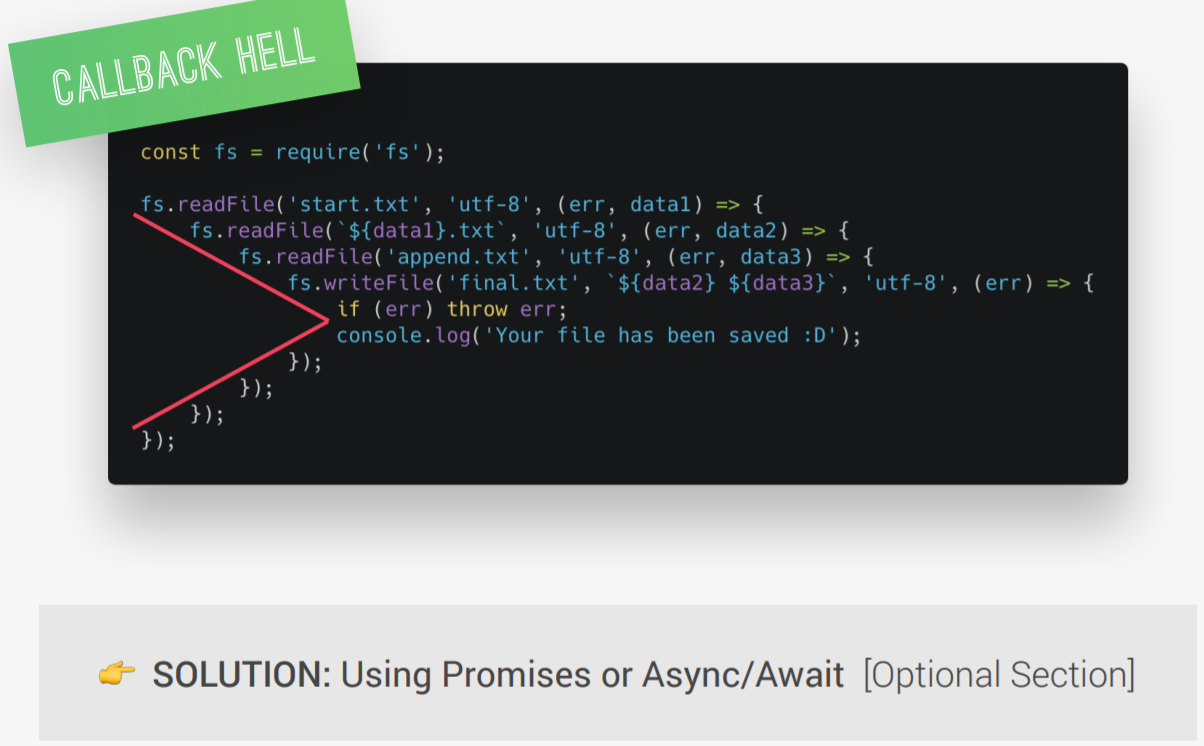 CALLBACK HELL
const fs = require('fs');
fs.readFile('start.txt', 'utf-8', (err, data1) => {
    fs.readFile(`${data1}.txt`, 'utf-8', (err, data2) => {
        fs.readFile('append.txt', 'utf-8', (err, data3) => {
            fs.writeFile('final.txt', `${data2} ${data3}`, 'utf-8', (err) => {
                if (err) throw err;
                console.log('Your file has been saved :D');
            });
        });
    });
});
👉 SOLUTION: Using Promises or Async/Await [Optional Section]